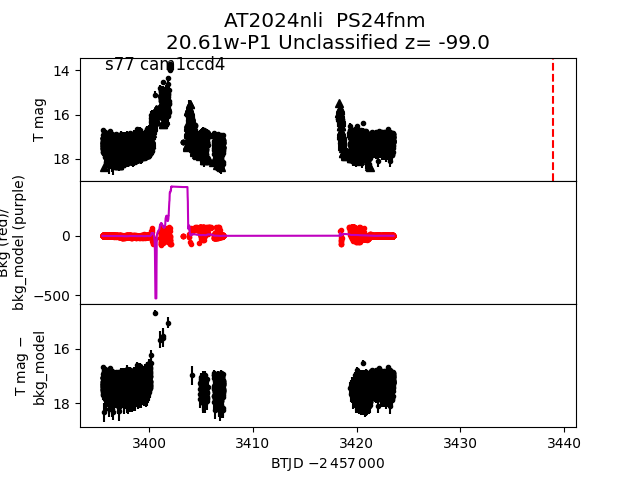 AT2024nli  PS24fnm
20.61w-P1 Unclassified z= -99.0
s77 cam1ccd4
T mag
14
16
18
Bkg (red)/
bkg_model (purple)
0
−500
T mag −
bkg_model
16
18
3400
3410
3420
3430
3440
BTJD −2 457 000